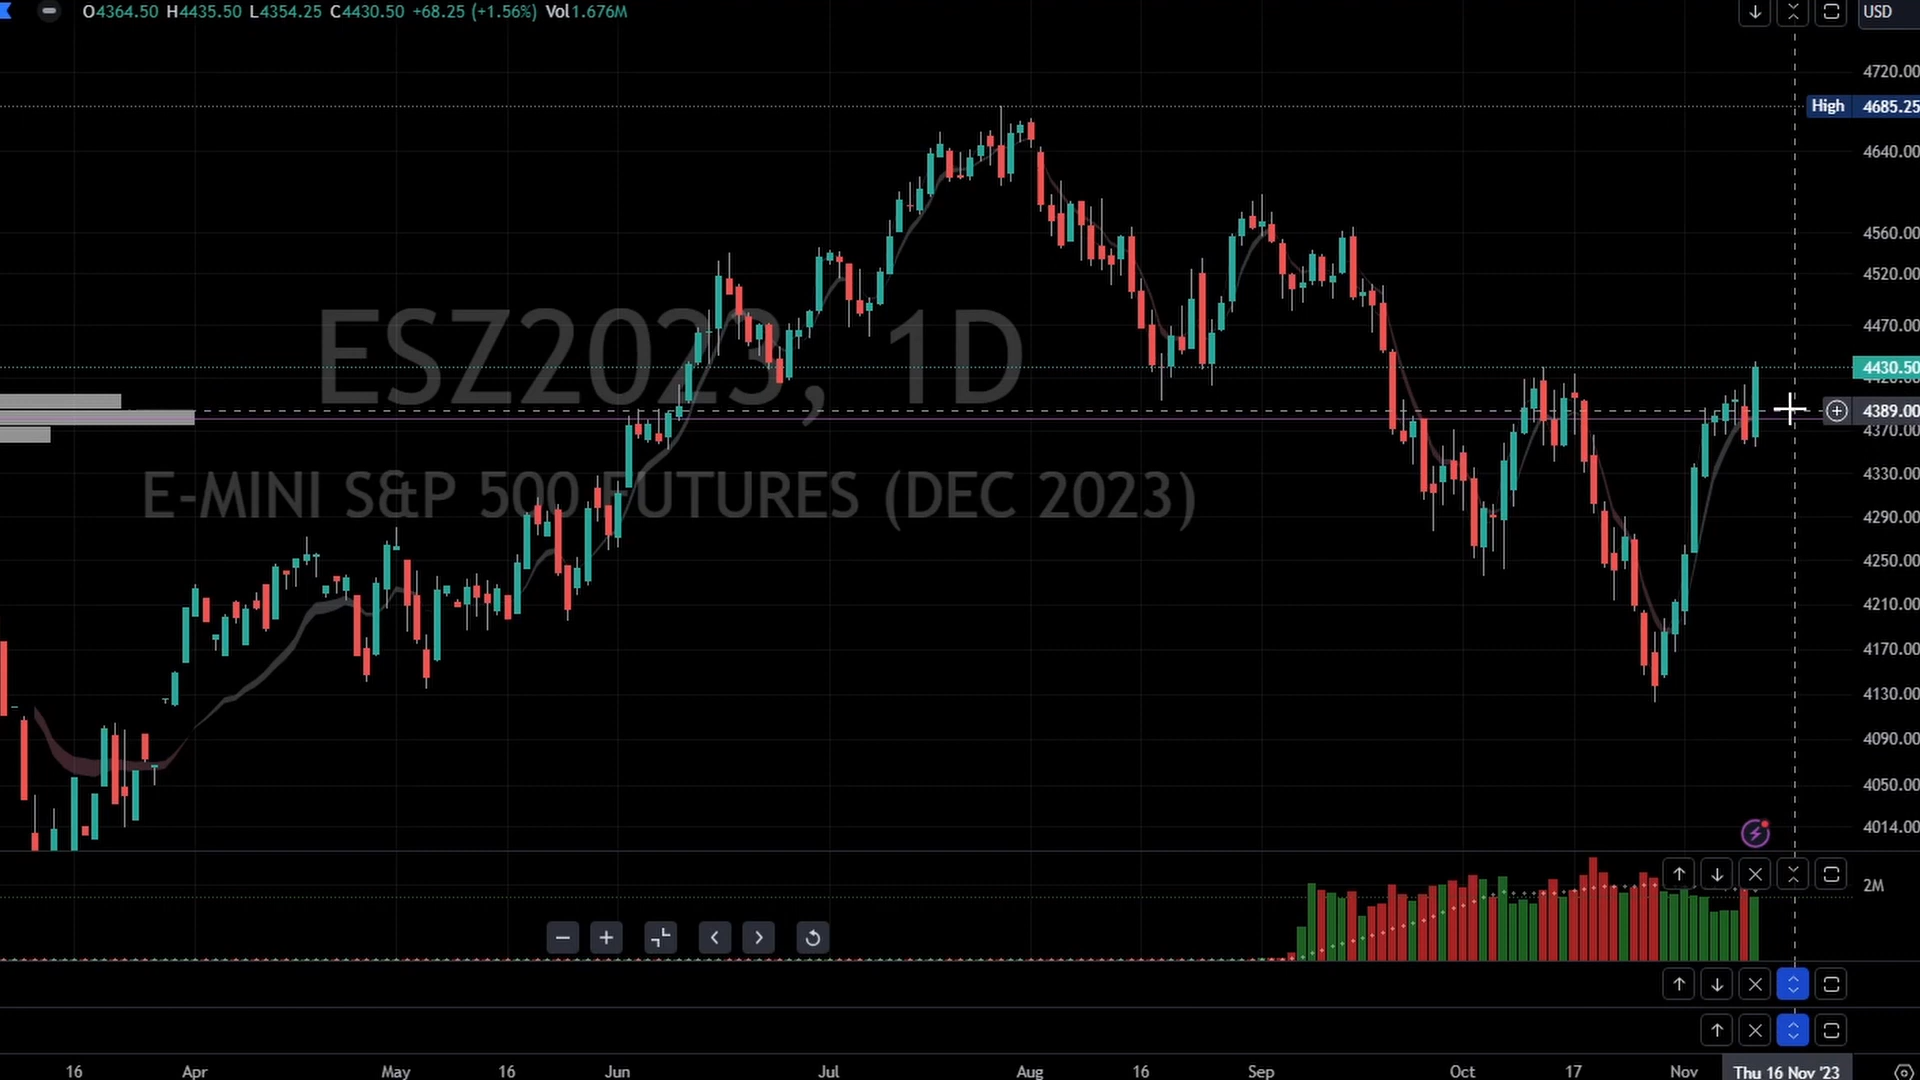 O4364.50 H4435.50 L4354.25 C4430.50 +68.25 (+1.56%) Vol1.676M
USD
4720.00
High 4685.25
4640.00
4560.00
4520.00
4470.00
4430.50
4389.00
4370.00
4330.00
4290.00
4250.00
4210.00
4170.00
4130.00
4090.00
4050.00
4014.00
ESZ2023, 1D
E-MINI S&P 500 FUTURES (DEC 2023)
2M
16 Apr May 16 Jun Jul Aug 16 Sep Oct 17 Nov Thu 16 Nov '23